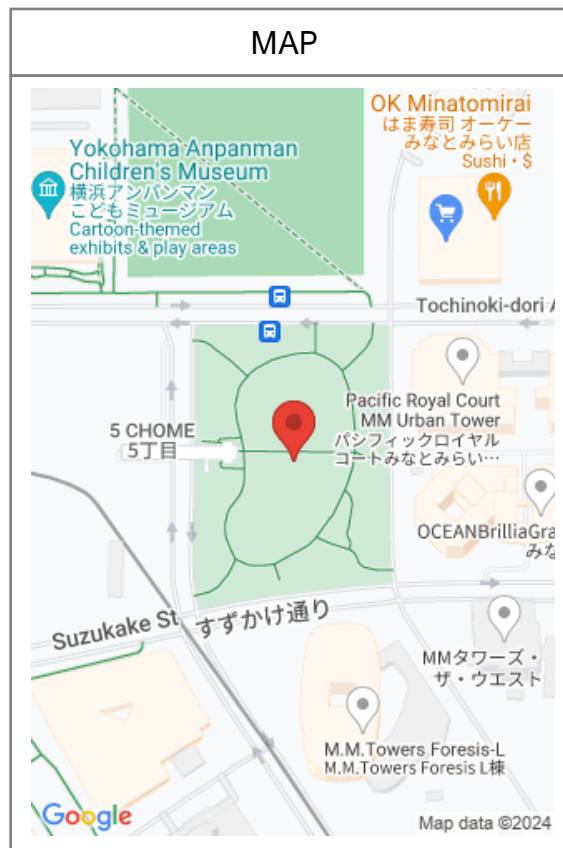 MAP
OK Minatomirai
はま寿司 オーケー
みなとみらい店
Sushi・$
Yokohama Anpanman
Children's Museum
横浜アンパンマン
こどもミュージアム
Cartoon-themed
exhibits & play areas
Tochinoki-dori A
Pacific Royal Court
MM Urban Tower
パシフィックロイヤル
コートみなとみらい…
5 CHOME
5丁目
OCEANBrilliaGra
みな
Suzukake St
すずかけ通り
MMタワーズ・
ザ・ウエスト
M.M.Towers Foresis-L
M.M.Towers Foresis L棟
Google
Map data ©2024